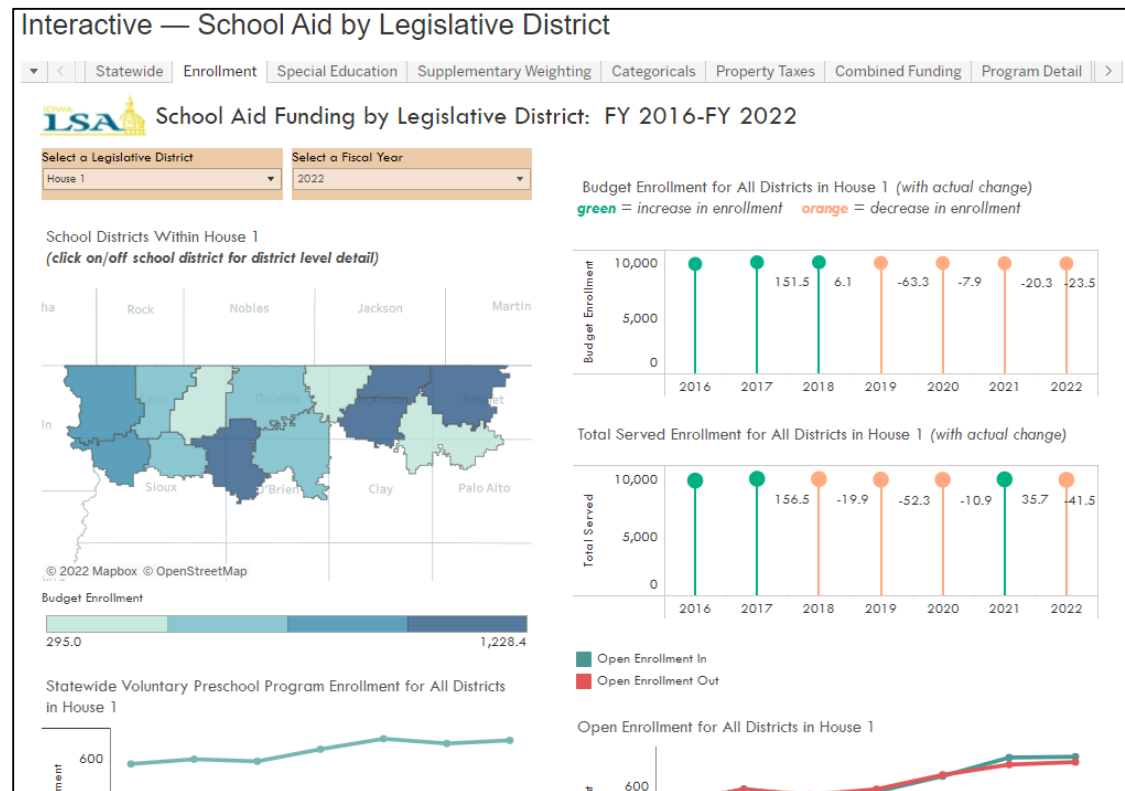 Interactive — School Aid by Legislative District
Statewide Enrollment Special Education Supplementary Weighting Categoricals Property Taxes Combined Funding Program Detail
IOWA
LSA
School Aid Funding by Legislative District: FY 2016-FY 2022
Select a Legislative District
House 1
Select a Fiscal Year
2022
School Districts Within House 1
(click on/off school district for district level detail)
ha Rock Nobles Jackson Martin
Lyon Osceola Dickinson Emmet
ln
Sioux O'Brien Clay Palo Alto
© 2022 Mapbox © OpenStreetMap
Budget Enrollment
295.0 1,228.4
Statewide Voluntary Preschool Program Enrollment for All Districts
in House 1
600
ment
Budget Enrollment for All Districts in House 1 (with actual change)
green = increase in enrollment orange = decrease in enrollment
Budget Enrollment
10,000
5,000
0
151.5 6.1 -63.3 -7.9 -20.3 -23.5
2016 2017 2018 2019 2020 2021 2022
Total Served Enrollment for All Districts in House 1 (with actual change)
Total Served
10,000
5,000
0
156.5 -19.9 -52.3 -10.9 35.7 -41.5
2016 2017 2018 2019 2020 2021 2022
Open Enrollment In
Open Enrollment Out
Open Enrollment for All Districts in House 1
600